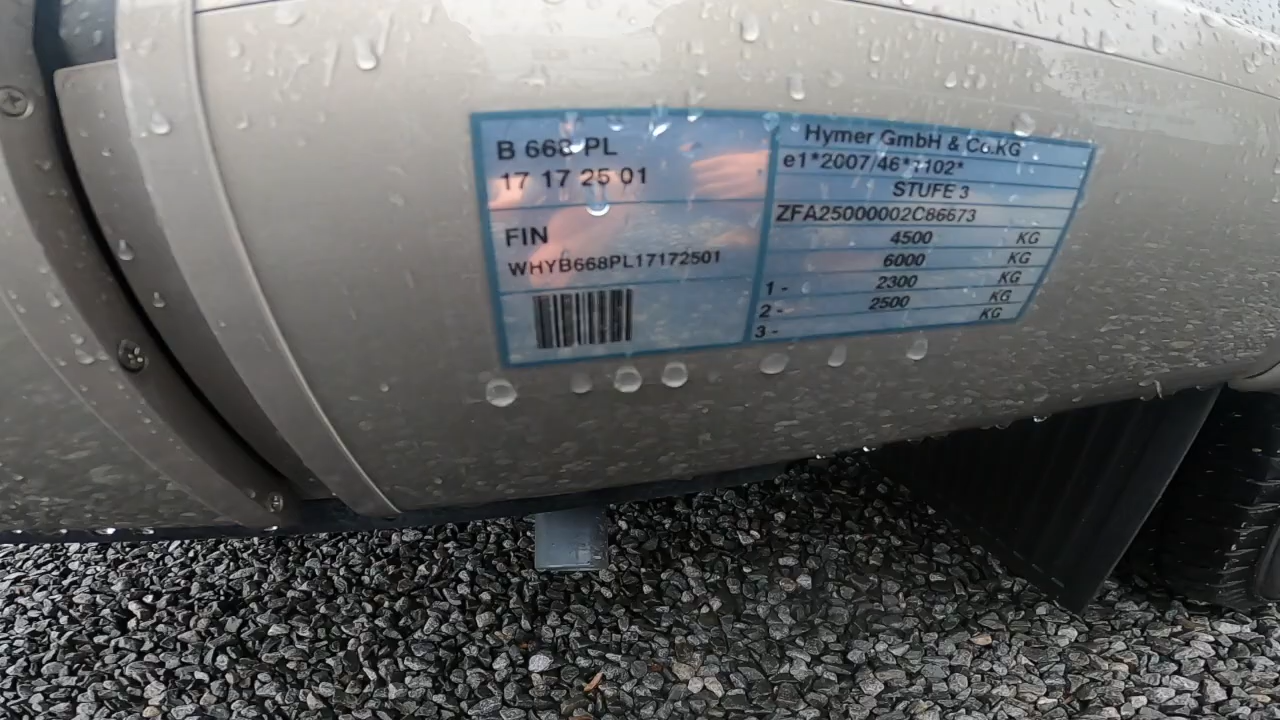 B 668 PL
17 17 25 01
FIN
WHYB668PL17172501
Hymer GmbH & Co.KG
e1*2007/46*1102*
STUFE 3
ZFA25000002C86673
4500 KG
6000 KG
1 - 2300 KG
2 - 2500 KG
3 - KG